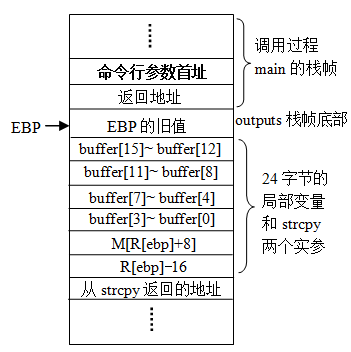 调用过程
main 的栈帧
命令行参数首址
返回地址
EBP
EBP 的旧值
outputs 栈帧底部
buffer[15]~ buffer[12]
buffer[11]~ buffer[8]
buffer[7]~ buffer[4]
buffer[3]~ buffer[0]
M[R[ebp]+8]
R[ebp]−16
从 strcpy 返回的地址
24 字节的
局部变量
和 strcpy
两个实参